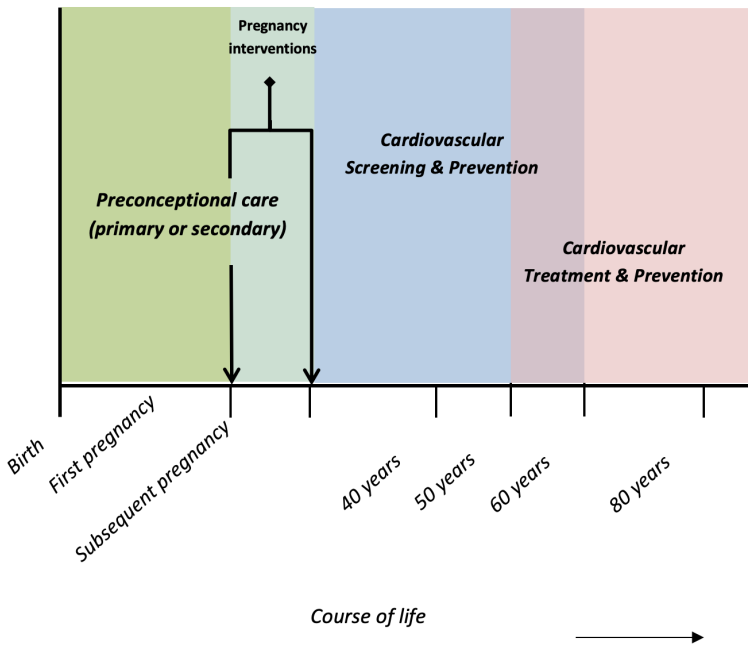 Pregnancy
interventions
Cardiovascular
Screening & Prevention
Preconceptional care
(primary or secondary)
Cardiovascular
Treatment & Prevention
Birth
First pregnancy
Subsequent pregnancy
40 years
50 years
60 years
80 years
Course of life